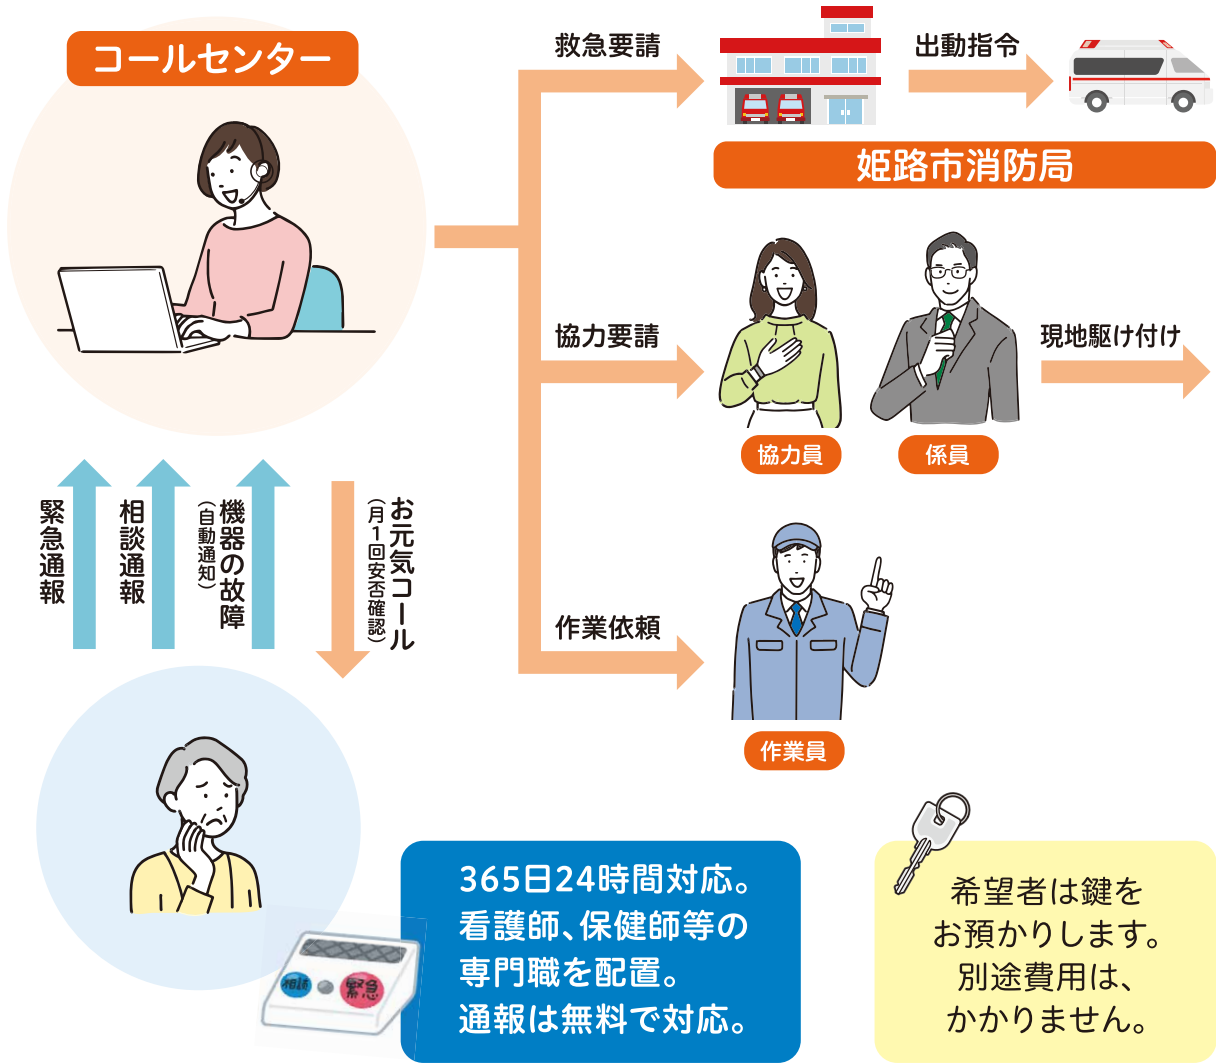 コールセンター
救急要請
出動指令
姫路市消防局
協力要請
現地駆け付け
協力員
係員
作業依頼
作業員
緊急通報
相談通報
機器の故障
（自動通知）
お元気コール
（月1回安否確認）
相談
緊急
365日24時間対応。
看護師、保健師等の
専門職を配置。
通報は無料で対応。
希望者は鍵を
お預かりします。
別途費用は、
かかりません。